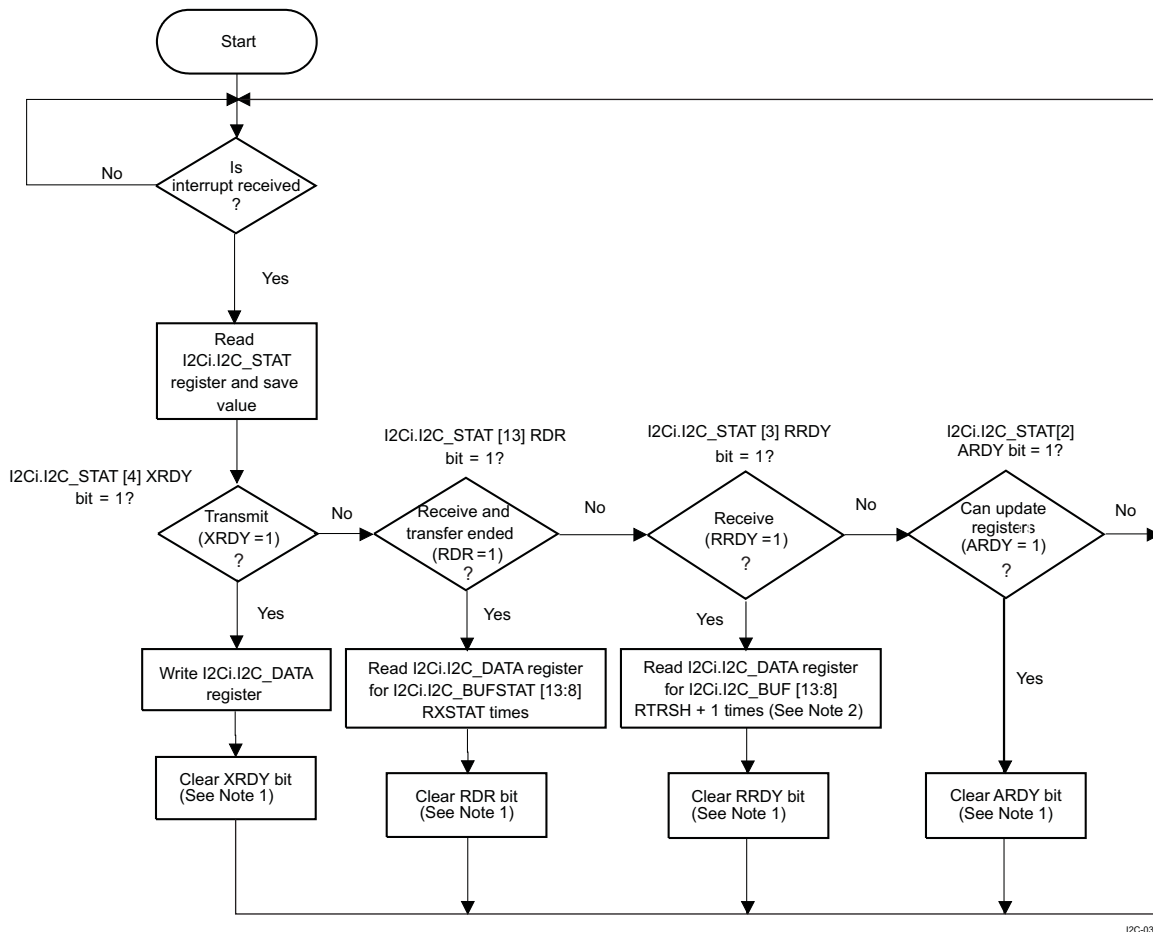 Start
Is
interrupt received
?
No
Yes
Read
I2Ci.I2C_STAT
register and save
value
I2Ci.I2C_STAT [4] XRDY
bit = 1?
Transmit
(XRDY =1)
?
No
Yes
Write I2Ci.I2C_DATA
register
Clear XRDY bit
(See Note 1)
I2Ci.I2C_STAT [13] RDR
bit = 1?
Receive and
transfer ended
(RDR =1)
?
No
Yes
Read I2Ci.I2C_DATA register
for I2Ci.I2C_BUFSTAT [13:8]
RXSTAT times
Clear RDR bit
(See Note 1)
I2Ci.I2C_STAT [3] RRDY
bit = 1?
Receive
(RRDY =1)
?
No
Yes
Read I2Ci.I2C_DATA register
for I2Ci.I2C_BUF [13:8]
RTRSH + 1 times (See Note 2)
Clear RRDY bit
(See Note 1)
I2Ci.I2C_STAT[2]
ARDY bit = 1?
Can update
registers
(ARDY = 1)
?
No
Yes
Clear ARDY bit
(See Note 1)
I2C-03